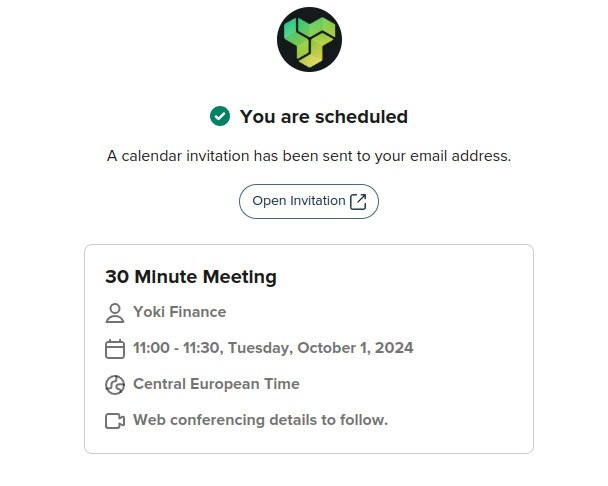 You are scheduled
A calendar invitation has been sent to your email address.
Open Invitation
30 Minute Meeting
Yoki Finance
11:00 - 11:30, Tuesday, October 1, 2024
Central European Time
Web conferencing details to follow.